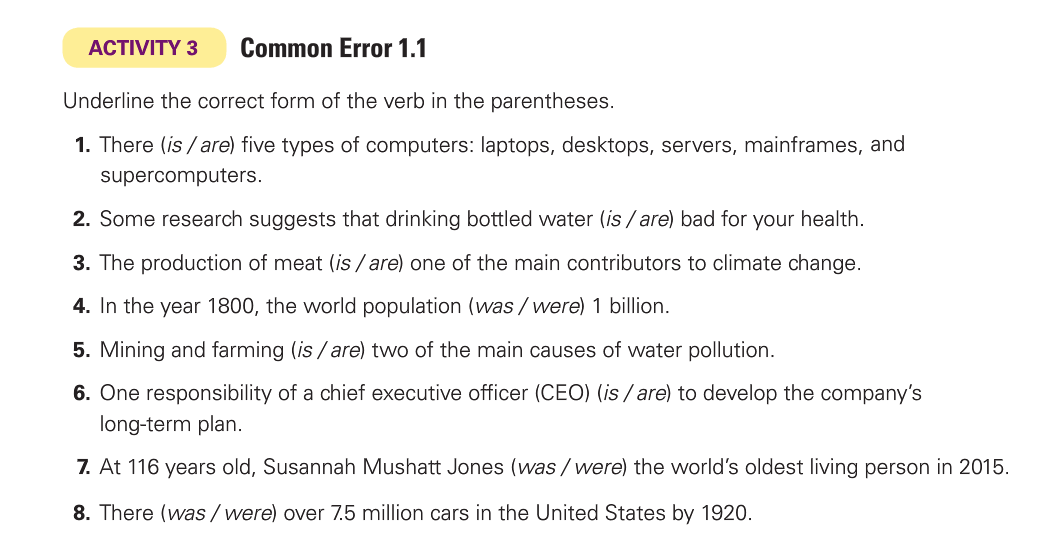 ACTIVITY 3 Common Error 1.1
Underline the correct form of the verb in the parentheses.
1. There (is / are) five types of computers: laptops, desktops, servers, mainframes, and
supercomputers.
2. Some research suggests that drinking bottled water (is / are) bad for your health.
3. The production of meat (is / are) one of the main contributors to climate change.
4. In the year 1800, the world population (was / were) 1 billion.
5. Mining and farming (is / are) two of the main causes of water pollution.
6. One responsibility of a chief executive officer (CEO) (is / are) to develop the company’s
long-term plan.
7. At 116 years old, Susannah Mushatt Jones (was / were) the world’s oldest living person in 2015.
8. There (was / were) over 7.5 million cars in the United States by 1920.